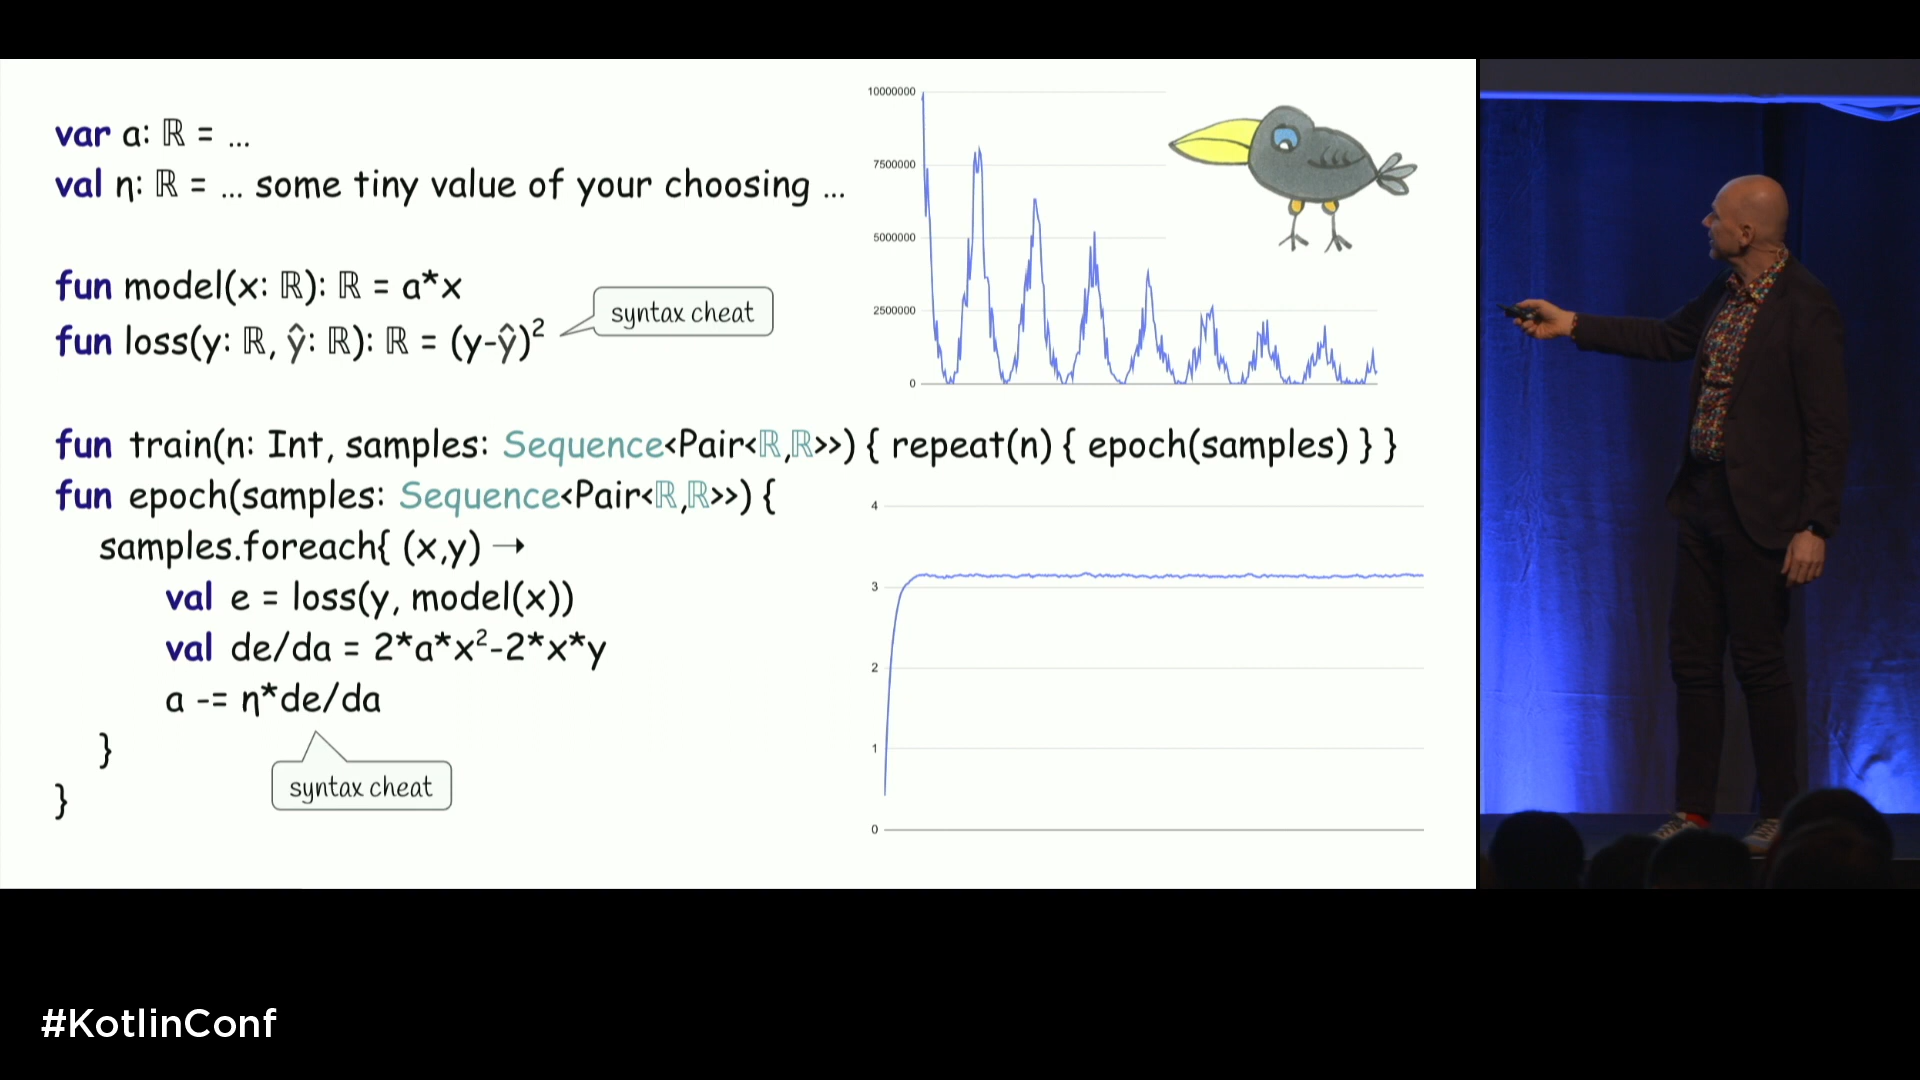 var a: ℝ = ...
val η: ℝ = ... some tiny value of your choosing ...
fun model(x: ℝ): ℝ = a*x
fun loss(y: ℝ, ŷ: ℝ): ℝ = (y-ŷ)²
syntax cheat
10000000
7500000
5000000
2500000
0
fun train(n: Int, samples: Sequence<Pair<ℝ,ℝ>>) { repeat(n) { epoch(samples) } }
fun epoch(samples: Sequence<Pair<ℝ,ℝ>>) {
samples.foreach{ (x,y) →
val e = loss(y, model(x))
val de/da = 2*a*x²-2*x*y
a -= η*de/da
}
}
syntax cheat
4
3
2
1
0
#KotlinConf